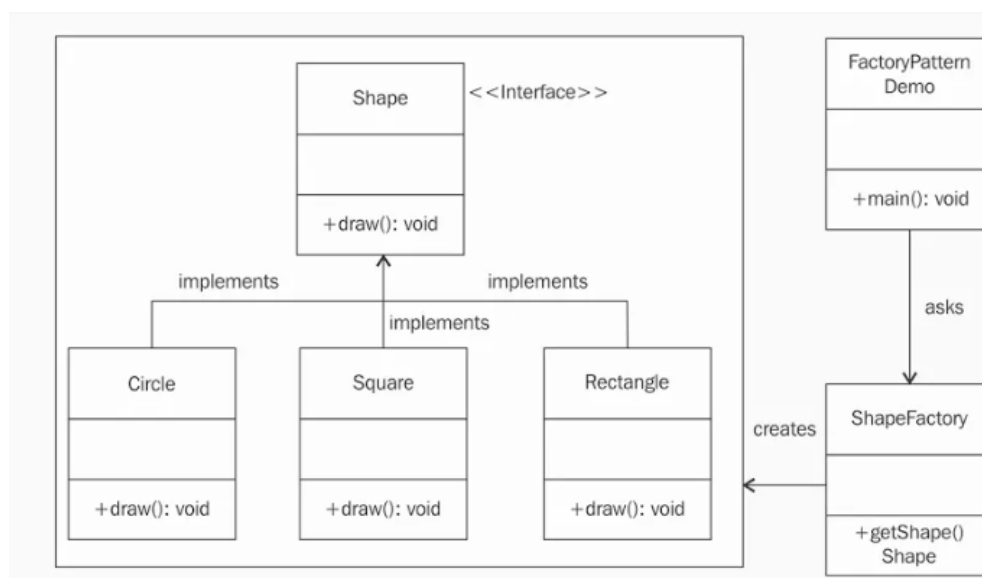 Shape
<<Interface>>
+draw(): void
implements
implements
implements
Circle
+draw(): void
Square
+draw(): void
Rectangle
+draw(): void
FactoryPattern
Demo
+main(): void
asks
creates
ShapeFactory
+getShape()
Shape